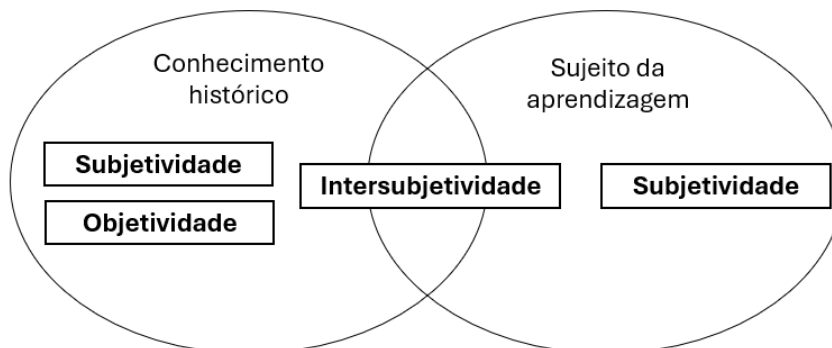 Conhecimento
histórico
Sujeito da
aprendizagem
Subjetividade
Objetividade
Intersubjetividade
Subjetividade